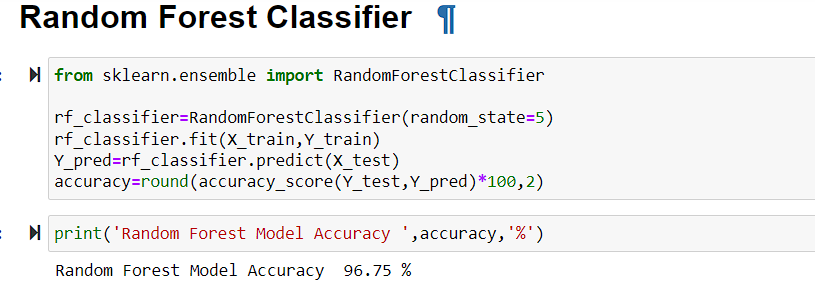 Random Forest Classifier ¶
from sklearn.ensemble import RandomForestClassifier
rf_classifier=RandomForestClassifier(random_state=5)
rf_classifier.fit(X_train,Y_train)
Y_pred=rf_classifier.predict(X_test)
accuracy=round(accuracy_score(Y_test,Y_pred)*100,2)
print('Random Forest Model Accuracy ',accuracy,'%')
Random Forest Model Accuracy  96.75 %